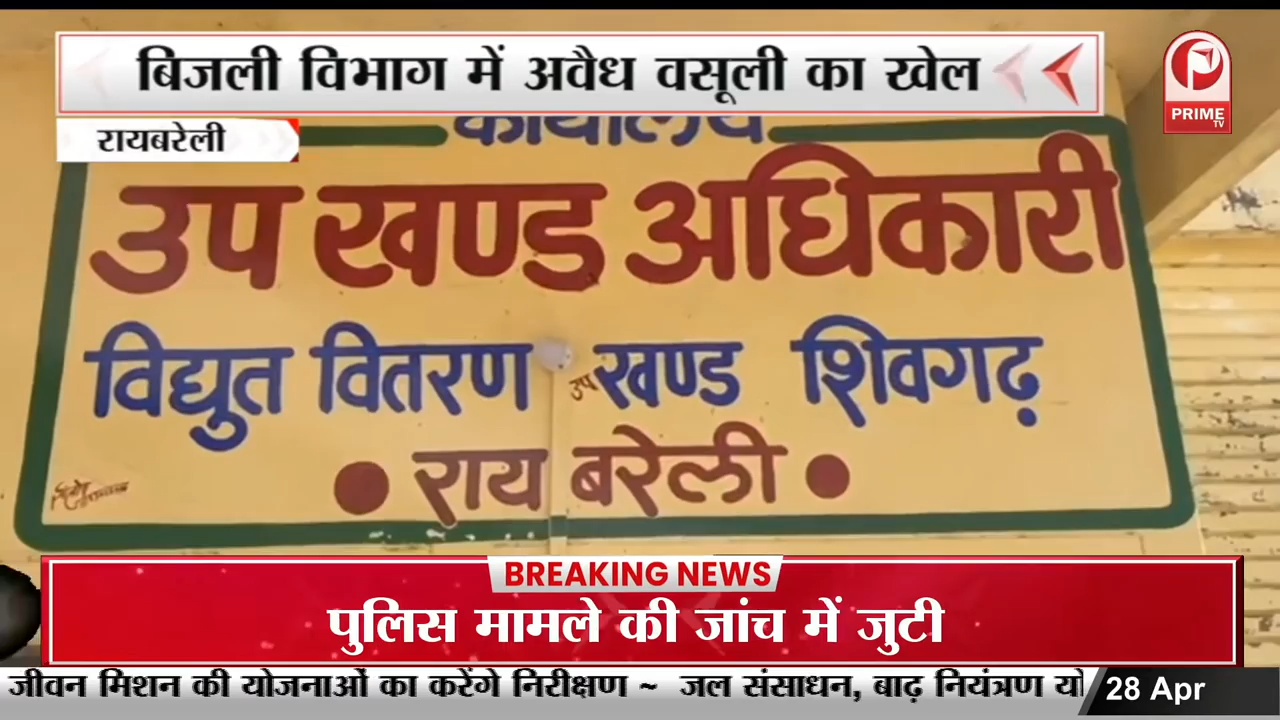 बिजली विभाग में अवैध वसूली का खेल
PRIME
TV
रायबरेली
कार्यालय
उप खण्ड अधिकारी
विद्युत वितरण उप खण्ड शिवगढ़
राय बरेली
BREAKING NEWS
पुलिस मामले की जांच में जुटी
जीवन मिशन की योजनाओं का करेंगे निरीक्षण ~ जल संसाधन, बाढ़ नियंत्रण यो
28 Apr